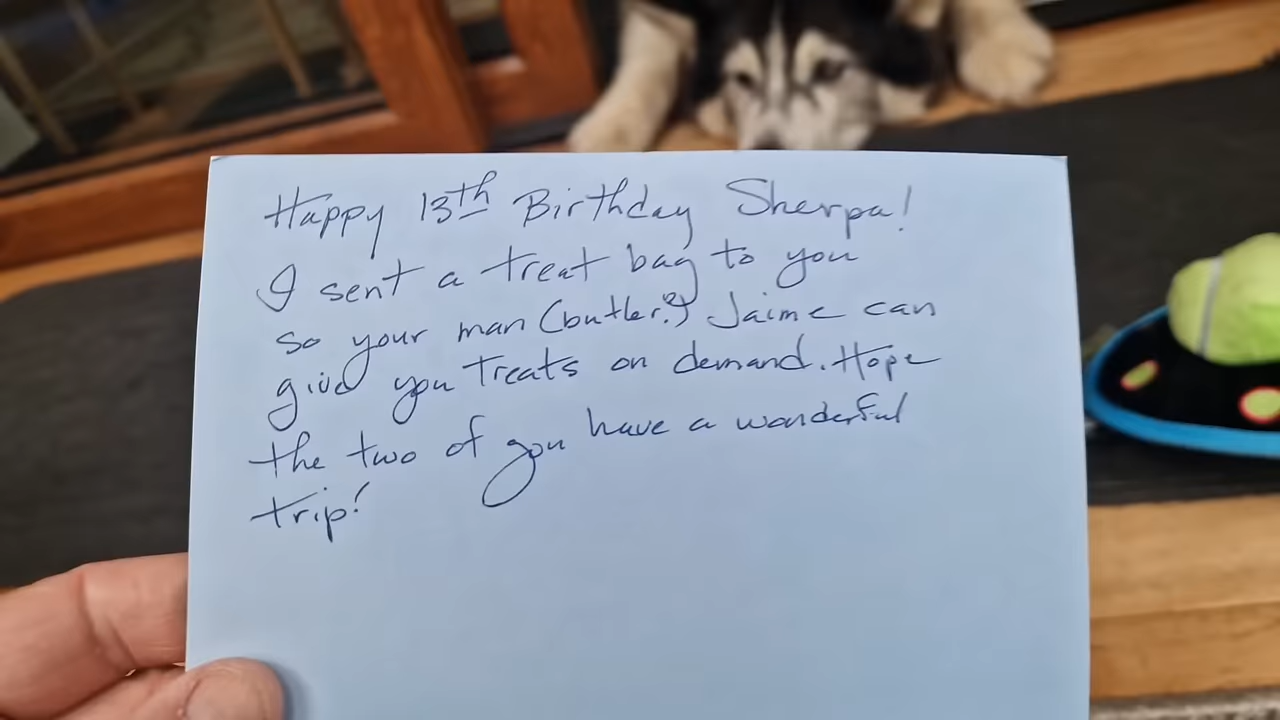 Happy 13th Birthday Sherpa!
I sent a treat bag to you
so your man (butler?) Jaime can
give you treats on demand. Hope
the two of you have a wonderful
trip!